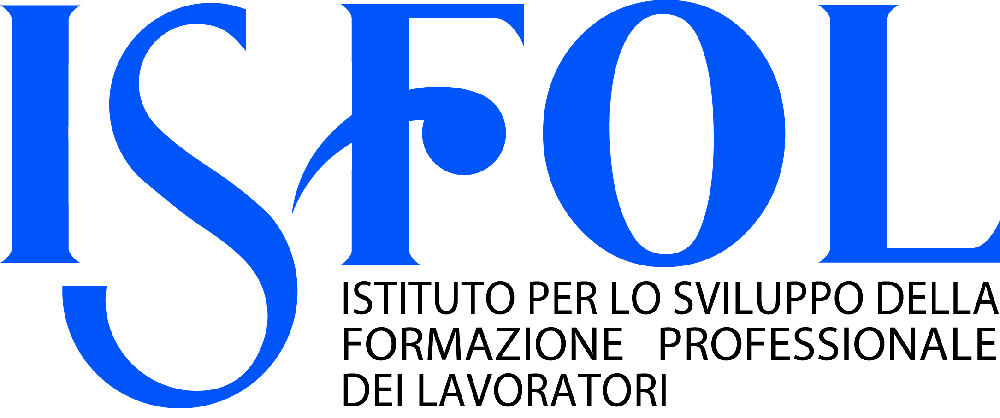 ISFOL
ISTITUTO PER LO SVILUPPO DELLA
FORMAZIONE PROFESSIONALE
DEI LAVORATORI